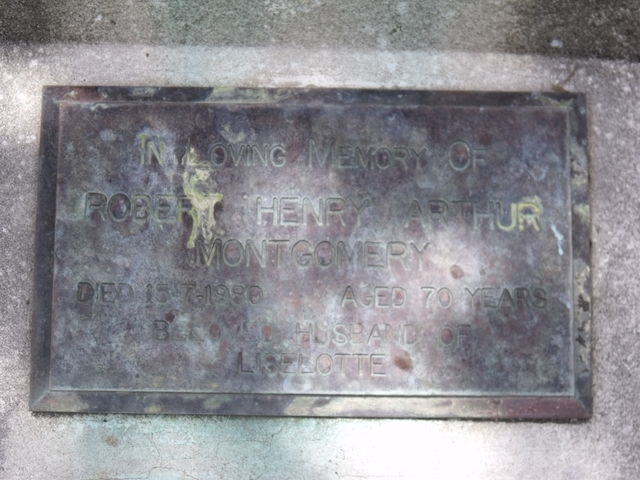 IN LOVING MEMORY OF
ROBERT HENRY ARTHUR
MONTGOMERY
DIED 15-7-1980 AGED 70 YEARS
BELOVED HUSBAND OF
LISELOTTE